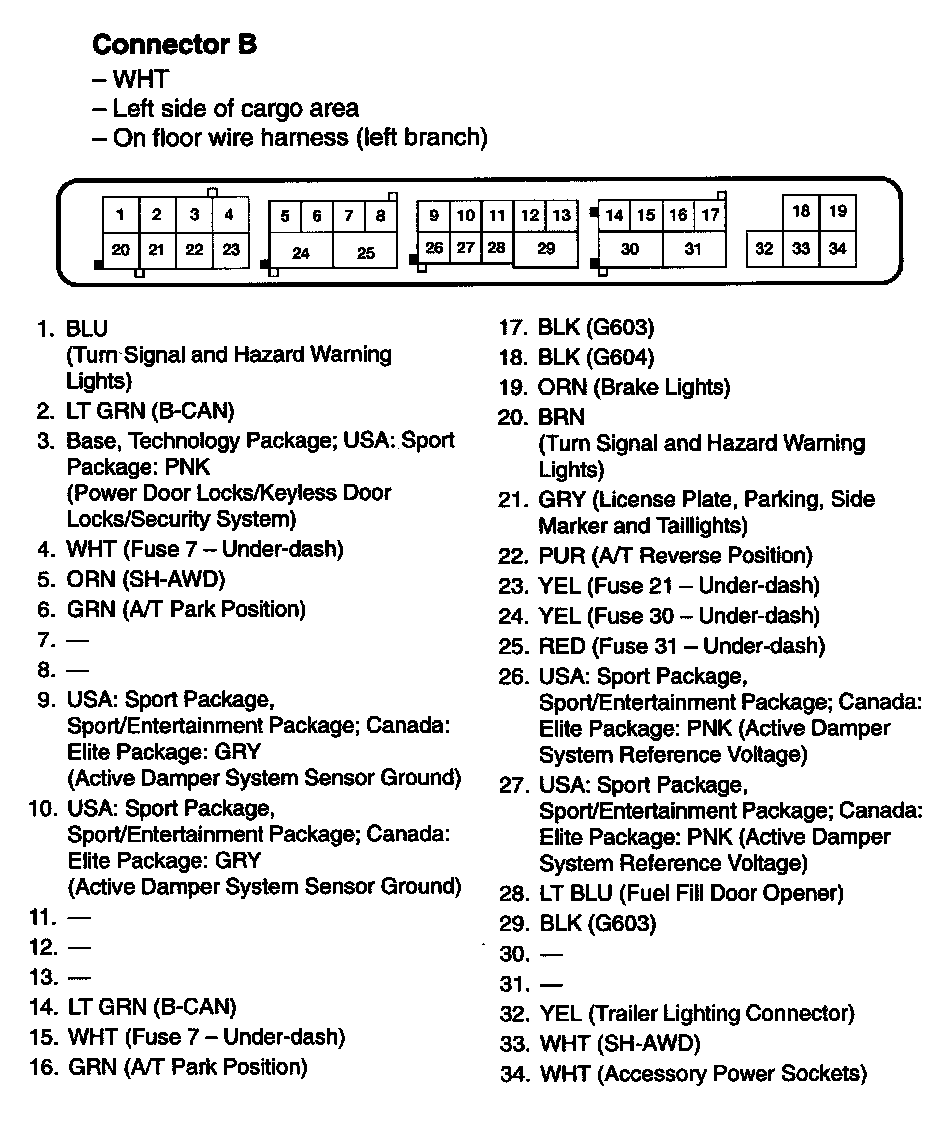 Connector B
– WHT
– Left side of cargo area
– On floor wire harness (left branch)
1 2 3 4 5 6 7 8 9 10 11 12 13 14 15 16 17 18 19
20 21 22 23 24 25 26 27 28 29 30 31 32 33 34
1. BLU
(Turn Signal and Hazard Warning
Lights)
2. LT GRN (B-CAN)
3. Base, Technology Package; USA: Sport
Package: PNK
(Power Door Locks/Keyless Door
Locks/Security System)
4. WHT (Fuse 7 – Under-dash)
5. ORN (SH-AWD)
6. GRN (A/T Park Position)
7. —
8. —
9. USA: Sport Package,
Sport/Entertainment Package; Canada:
Elite Package: GRY
(Active Damper System Sensor Ground)
10. USA: Sport Package,
Sport/Entertainment Package; Canada:
Elite Package: GRY
(Active Damper System Sensor Ground)
11. —
12. —
13. —
14. LT GRN (B-CAN)
15. WHT (Fuse 7 – Under-dash)
16. GRN (A/T Park Position)
17. BLK (G603)
18. BLK (G604)
19. ORN (Brake Lights)
20. BRN
(Turn Signal and Hazard Warning
Lights)
21. GRY (License Plate, Parking, Side
Marker and Taillights)
22. PUR (A/T Reverse Position)
23. YEL (Fuse 21 – Under-dash)
24. YEL (Fuse 30 – Under-dash)
25. RED (Fuse 31 – Under-dash)
26. USA: Sport Package,
Sport/Entertainment Package; Canada:
Elite Package: PNK (Active Damper
System Reference Voltage)
27. USA: Sport Package,
Sport/Entertainment Package; Canada:
Elite Package: PNK (Active Damper
System Reference Voltage)
28. LT BLU (Fuel Fill Door Opener)
29. BLK (G603)
30. —
31. —
32. YEL (Trailer Lighting Connector)
33. WHT (SH-AWD)
34. WHT (Accessory Power Sockets)